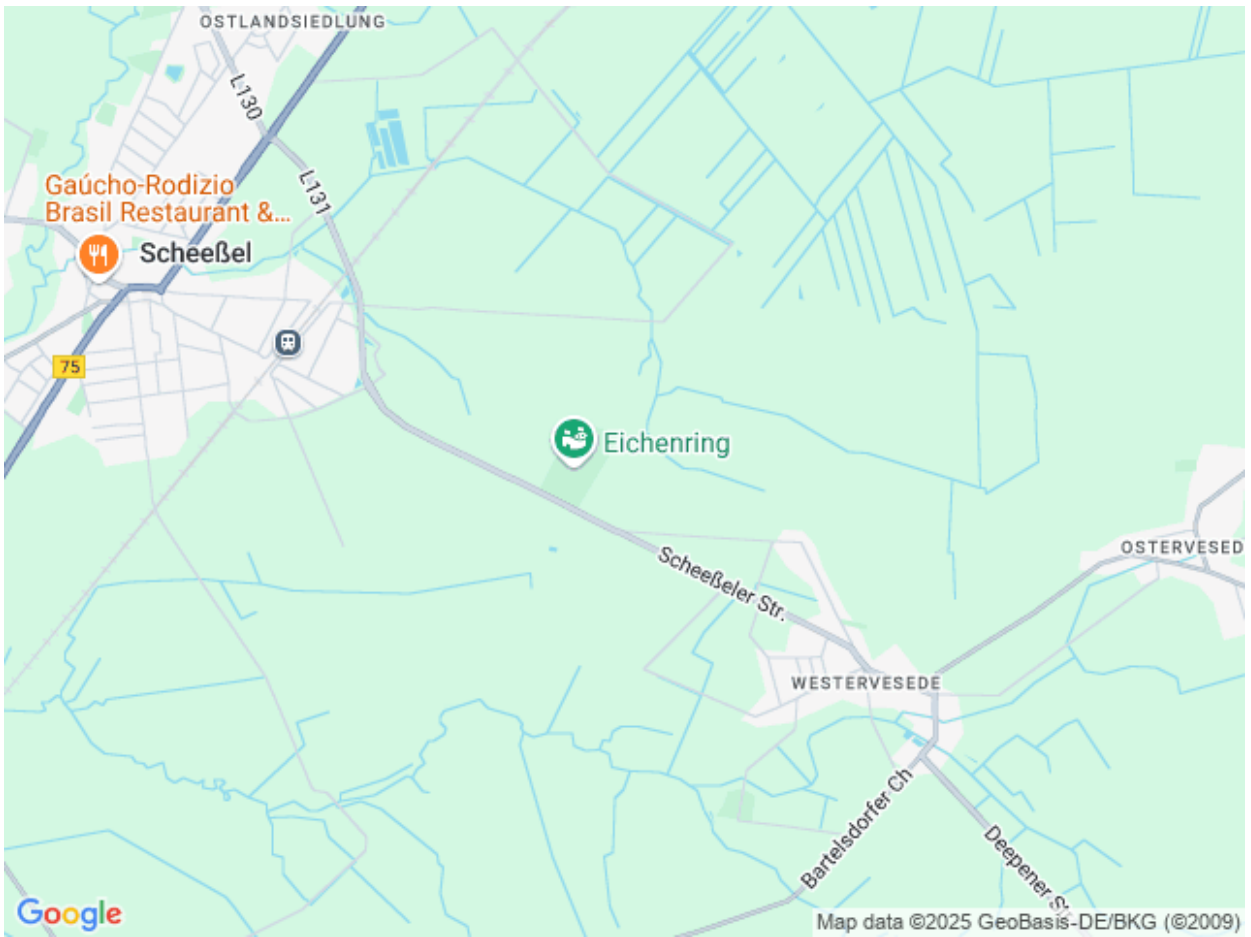 OSTLANDSIEDLUNG
L130
L131
Gaúcho-Rodizio
Brasil Restaurant &...
Scheeßel
75
Eichenring
Scheeßeler Str.
OSTERVESED
WESTERVESEDE
Bartelsdorfer Ch
Deepener Str.
Google
Map data ©2025 GeoBasis-DE/BKG (©2009)